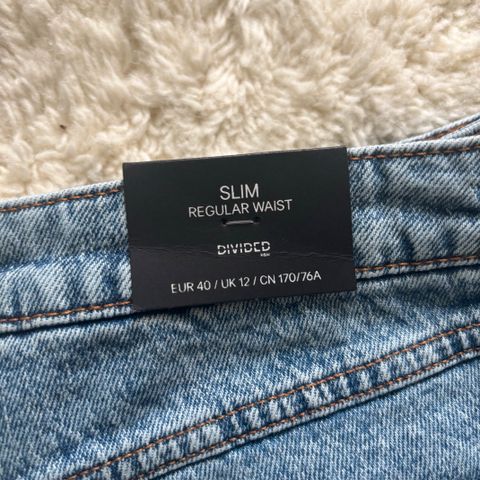 SLIM
REGULAR WAIST
DIVIDED
H&M
EUR 40 / UK 12 / CN 170/76A